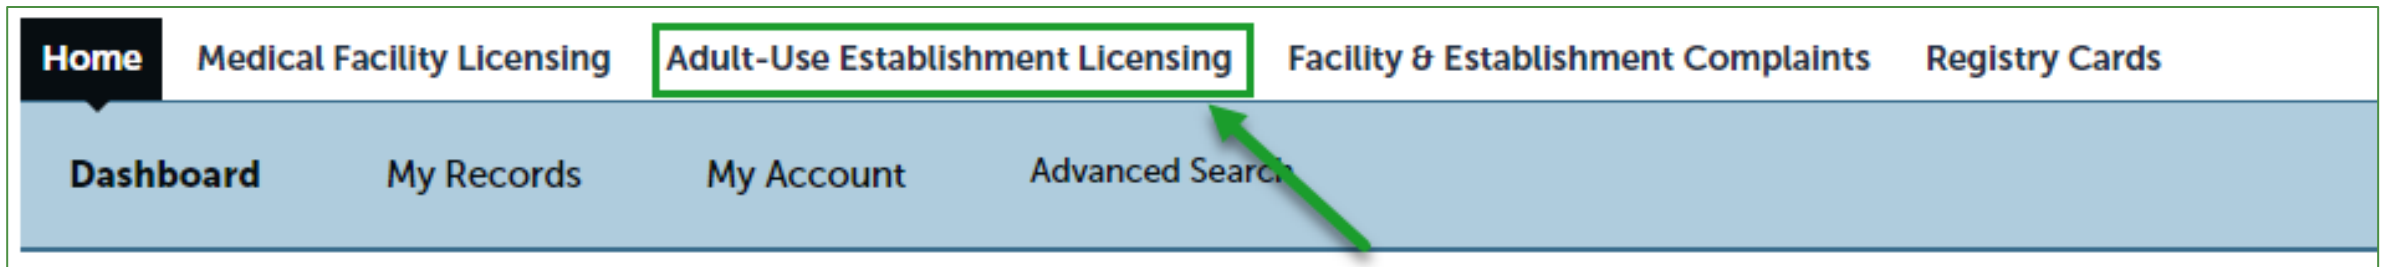 Home Medical Facility Licensing Adult-Use Establishment Licensing Facility & Establishment Complaints Registry Cards
Dashboard My Records My Account Advanced Search